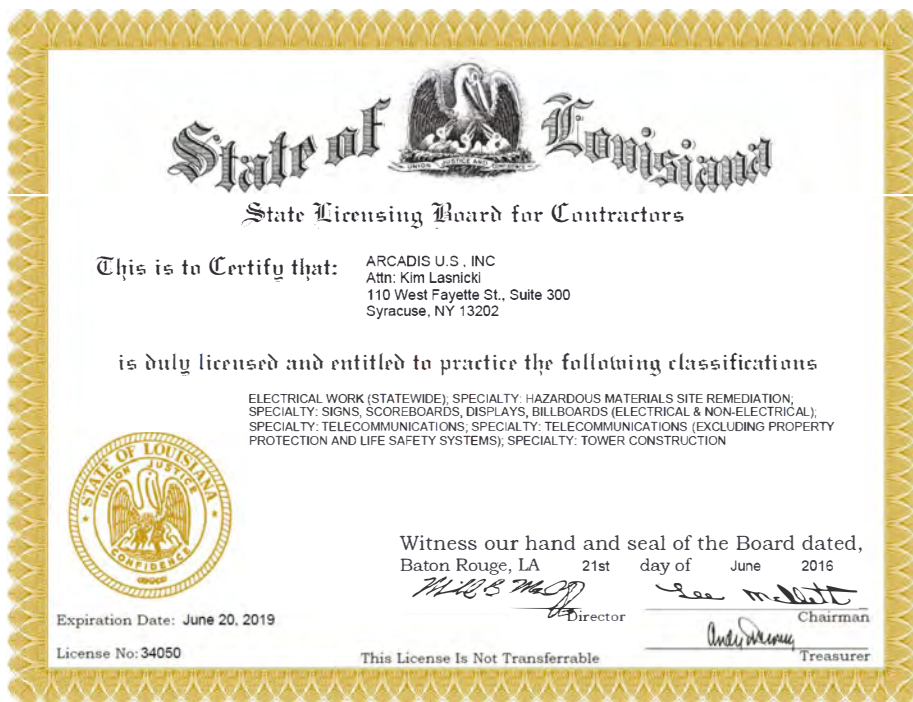 State of Louisiana
UNION JUSTICE AND CONFIDENCE
State Licensing Board for Contractors
This is to Certify that:
ARCADIS U.S., INC
Attn: Kim Lasnicki
110 West Fayette St., Suite 300
Syracuse, NY 13202
is duly licensed and entitled to practice the following classifications
ELECTRICAL WORK (STATEWIDE); SPECIALTY: HAZARDOUS MATERIALS SITE REMEDIATION;
SPECIALTY: SIGNS, SCOREBOARDS, DISPLAYS, BILLBOARDS (ELECTRICAL & NON-ELECTRICAL);
SPECIALTY: TELECOMMUNICATIONS; SPECIALTY: TELECOMMUNICATIONS (EXCLUDING PROPERTY
PROTECTION AND LIFE SAFETY SYSTEMS); SPECIALTY: TOWER CONSTRUCTION
STATE OF LOUISIANA
UNION JUSTICE
CONFIDENCE
Witness our hand and seal of the Board dated,
Baton Rouge, LA 21st day of June 2016
Director
Lee Mallett
Chairman
Treasurer
Expiration Date: June 20, 2019
License No: 34050
This License Is Not Transferrable